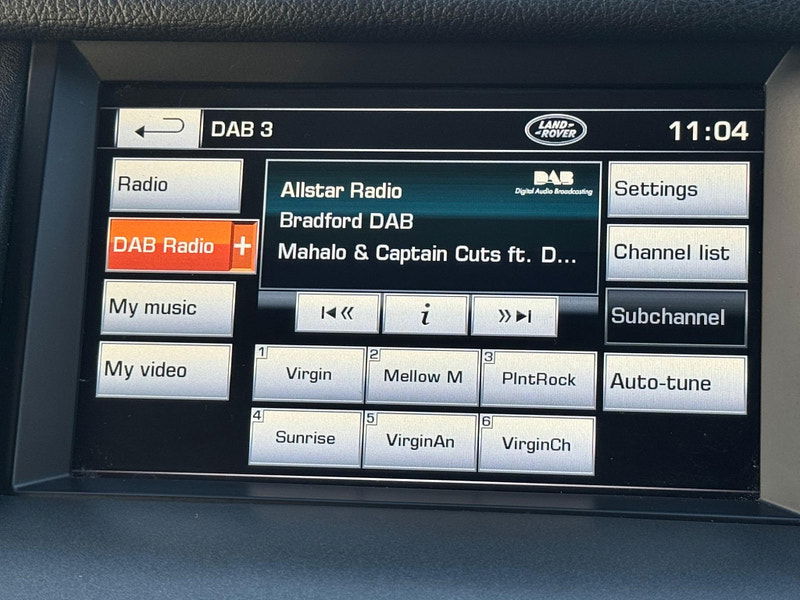 DAB 3
LAND-
-ROVER
11:04
Radio
DAB Radio +
My music
My video
Allstar Radio
DAB
Digital Audio Broadcasting
Bradford DAB
Mahalo & Captain Cuts ft. D...
i
Settings
Channel list
Subchannel
Auto-tune
1 Virgin
2 Mellow M
3 PlntRock
4 Sunrise
5 VirginAn
6 VirginCh